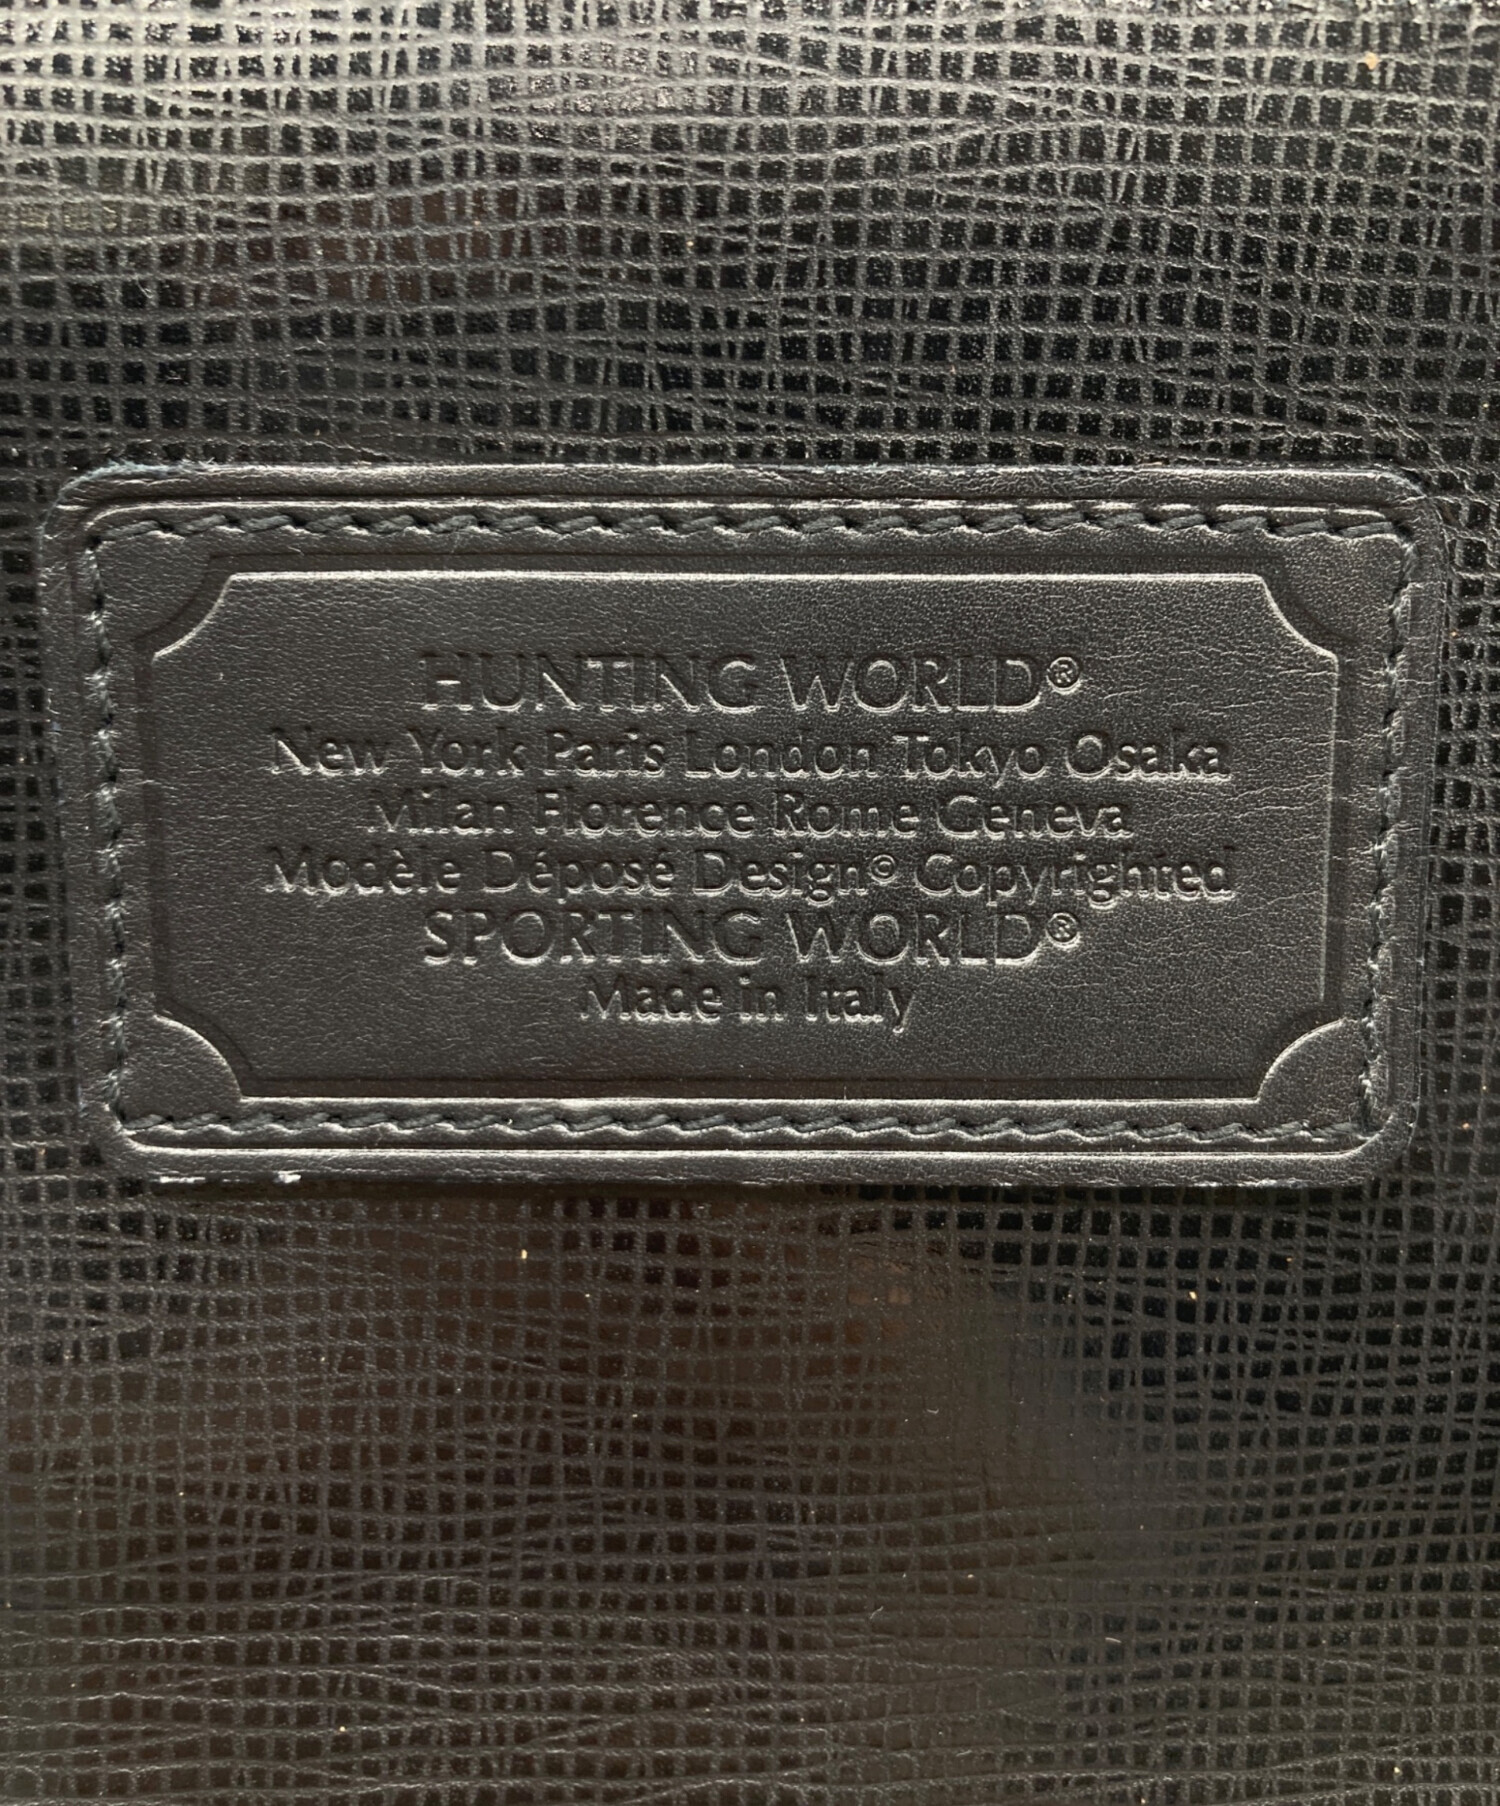 HUNTING WORLD®
New York Paris London Tokyo Osaka
Milan Florence Rome Geneva
Modèle Déposé Design© Copyrighted
SPORTING WORLD®
Made in Italy